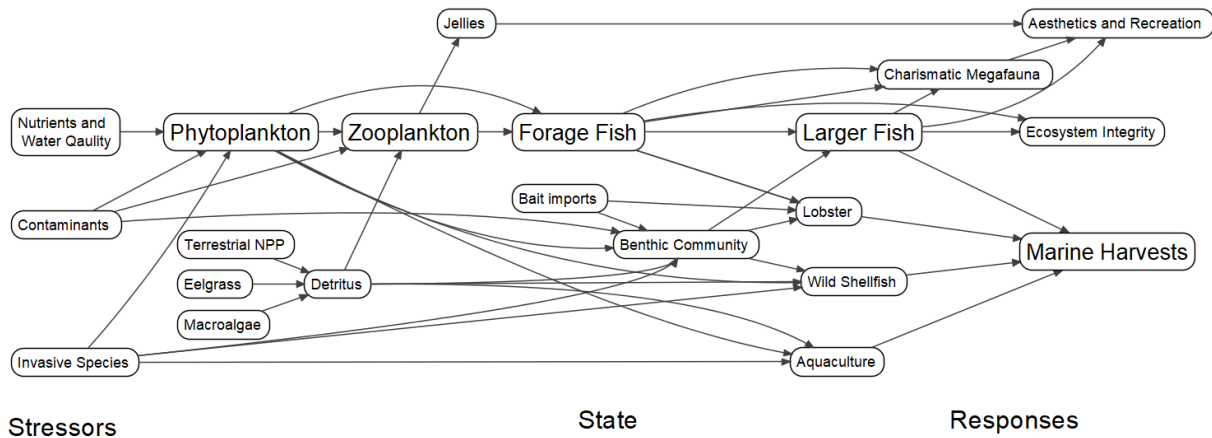 Jellies
Aesthetics and Recreation
Charismatic Megafauna
Nutrients and
Water Qaulity
Phytoplankton
Zooplankton
Forage Fish
Larger Fish
Ecosystem Integrity
Bait imports
Contaminants
Lobster
Terrestrial NPP
Benthic Community
Marine Harvests
Eelgrass
Detritus
Wild Shellfish
Macroalgae
Invasive Species
Aquaculture
Stressors
State
Responses